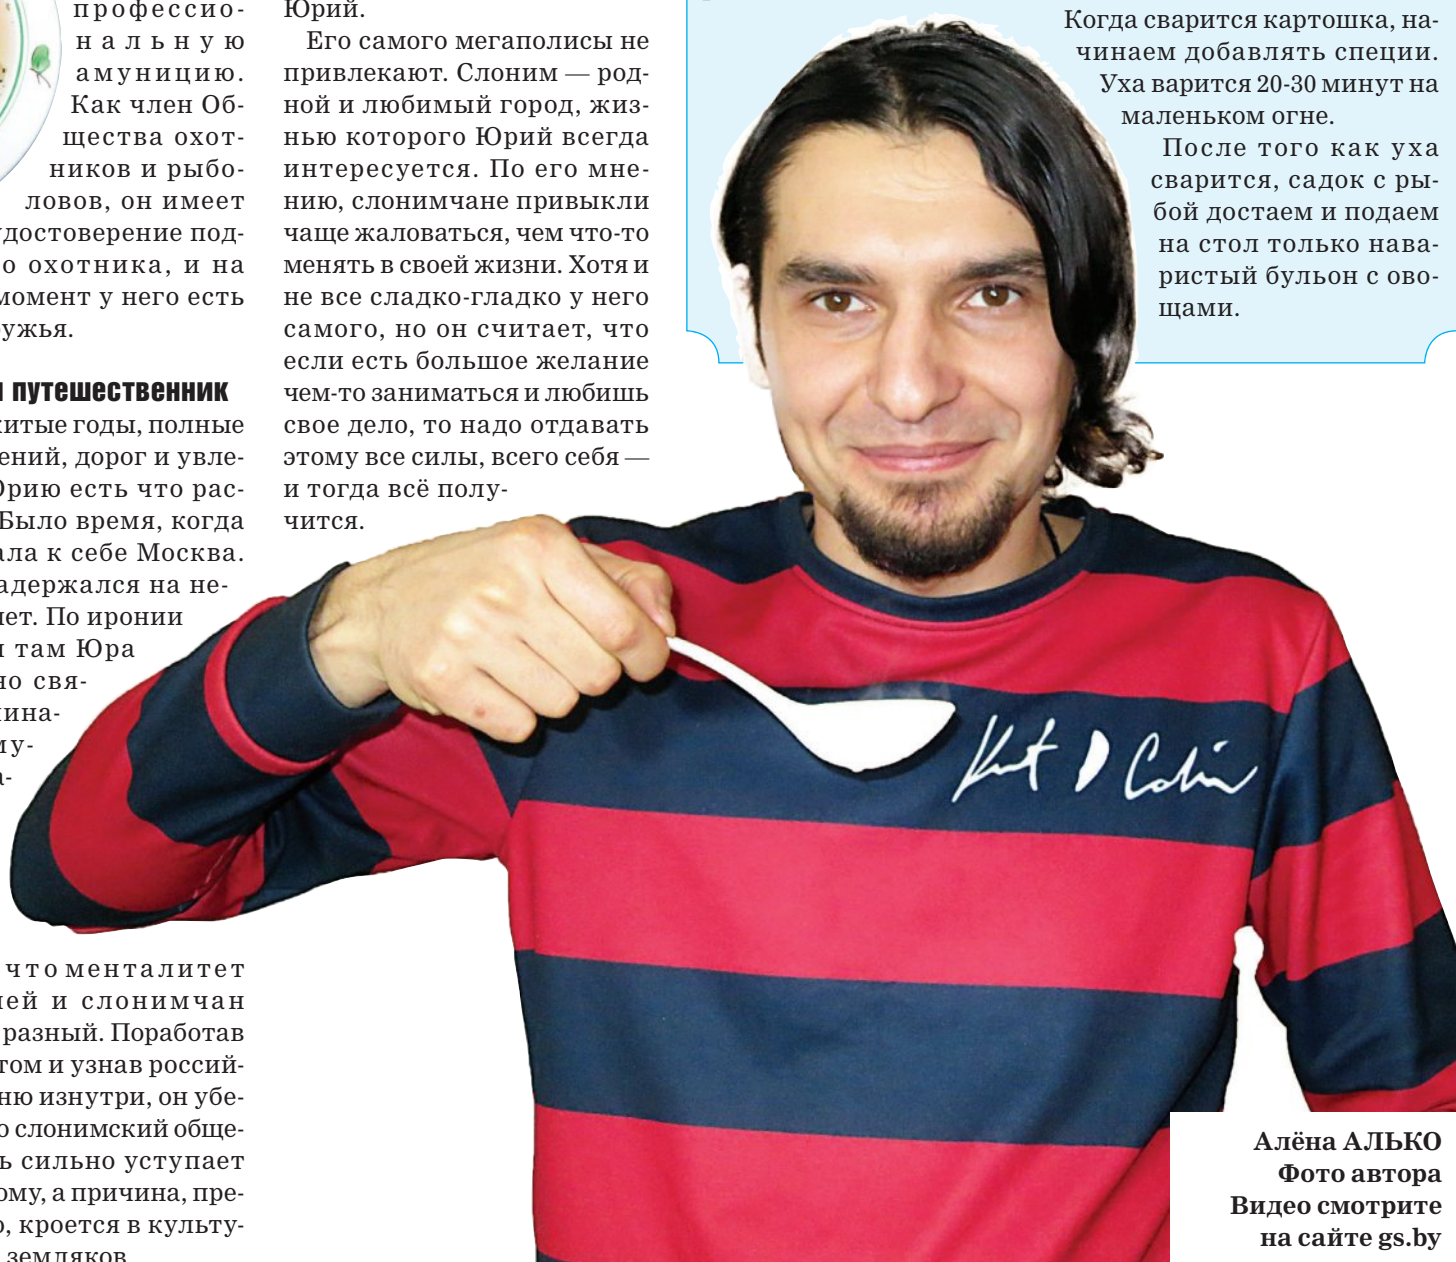 профессио-
нальную
амуницию.
Как член Об-
щества охот-
ников и рыбо-
ловов, он имеет
удостоверение под-
о охотника, и на
момент у него есть
ружья.
путешественник
житые годы, полные
ений, дорог и увле-
Юрию есть что рас-
Было время, когда
ала к себе Москва.
задержался на не-
лет. По иронии
там Юра
но свя-
ина-
му-
а-
что менталитет
ей и слонимчан
разный. Поработав
том и узнав россий-
ню изнутри, он убе-
о слонимский обще-
ь сильно уступает
ому, а причина, пре-
о, кроется в культу-
земляков
Юрий.
Его самого мегаполисы не
привлекают. Слоним — род-
ной и любимый город, жиз-
нью которого Юрий всегда
интересуется. По его мне-
нию, слонимчане привыкли
чаще жаловаться, чем что-то
менять в своей жизни. Хотя и
не все сладко-гладко у него
самого, но он считает, что
если есть большое желание
чем-то заниматься и любишь
свое дело, то надо отдавать
этому все силы, всего себя —
и тогда всё полу-
чится.
Когда сварится картошка, на-
чинаем добавлять специи.
Уха варится 20-30 минут на
маленьком огне.
После того как уха
сварится, садок с ры-
бой достаем и подаем
на стол только нава-
ристый бульон с ово-
щами.
Алёна АЛЬКО
Фото автора
Видео смотрите
на сайте gs.by